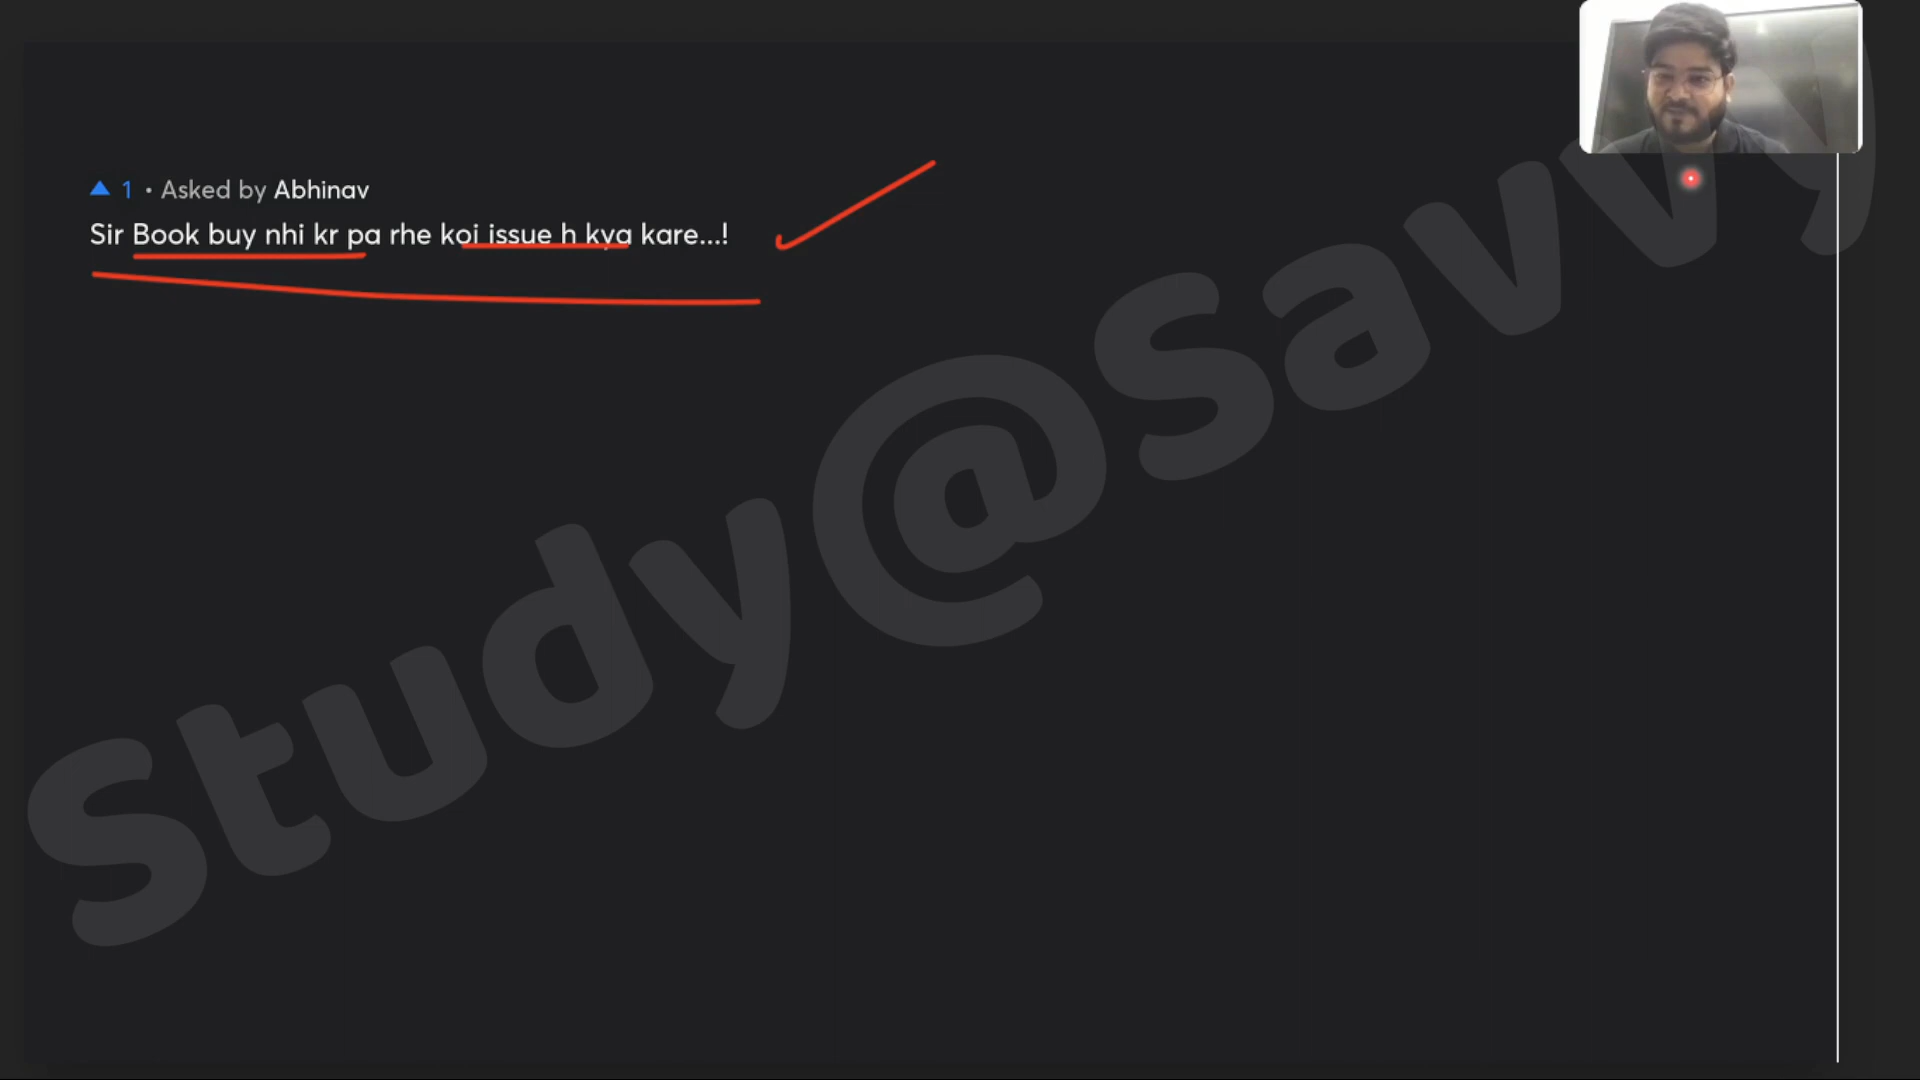 ▲ 1 • Asked by Abhinav
Sir Book buy nhi kr pa rhe koi issue h kya kare...!
Study@Savvy